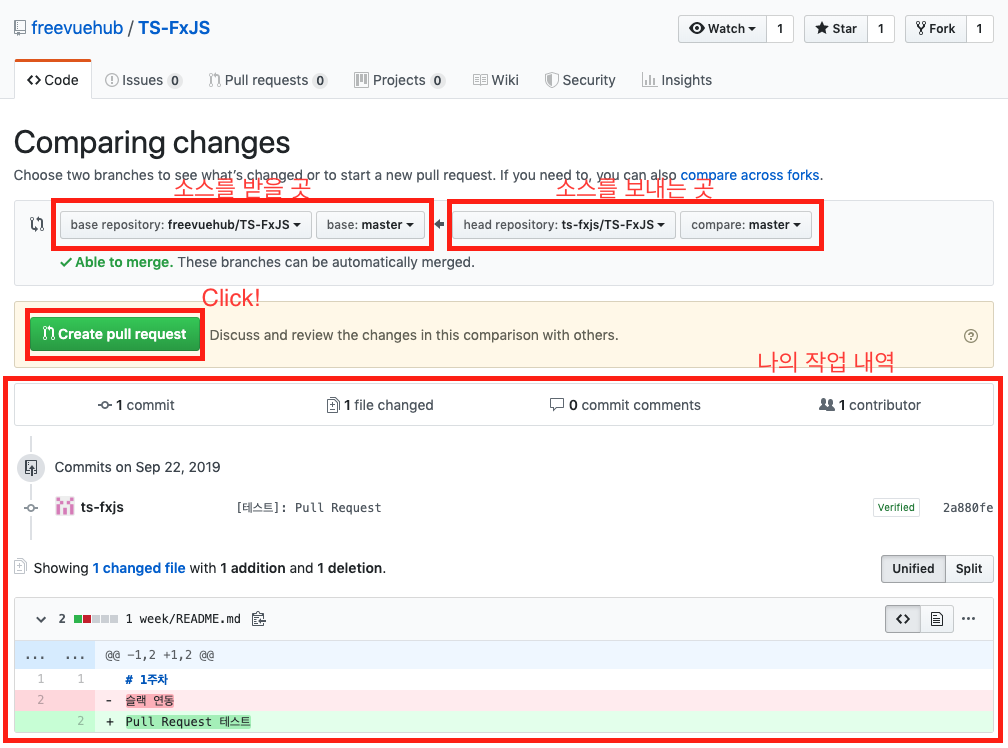 freevuehub / TS-FxJS
Watch 1 Star 1 Fork 1
Code Issues 0 Pull requests 0 Projects 0 Wiki Security Insights
Comparing changes
Choose two branches to see what's changed or to start a new pull request. If you need to, you can also compare across forks.
소스를 받을 곳 소스를 보내는 곳
base repository: freevuehub/TS-FxJS base: master head repository: ts-fxjs/TS-FxJS compare: master
Able to merge. These branches can be automatically merged.
Click!
Create pull request Discuss and review the changes in this comparison with others.
나의 작업 내역
1 commit 1 file changed 0 commit comments 1 contributor
Commits on Sep 22, 2019
ts-fxjs [테스트]: Pull Request Verified 2a880fe
Showing 1 changed file with 1 addition and 1 deletion. Unified Split
2 1 week/README.md
... ... @@ -1,2 +1,2 @@
1 1 # 1주차
2 - 슬랙 연동
2 + Pull Request 테스트